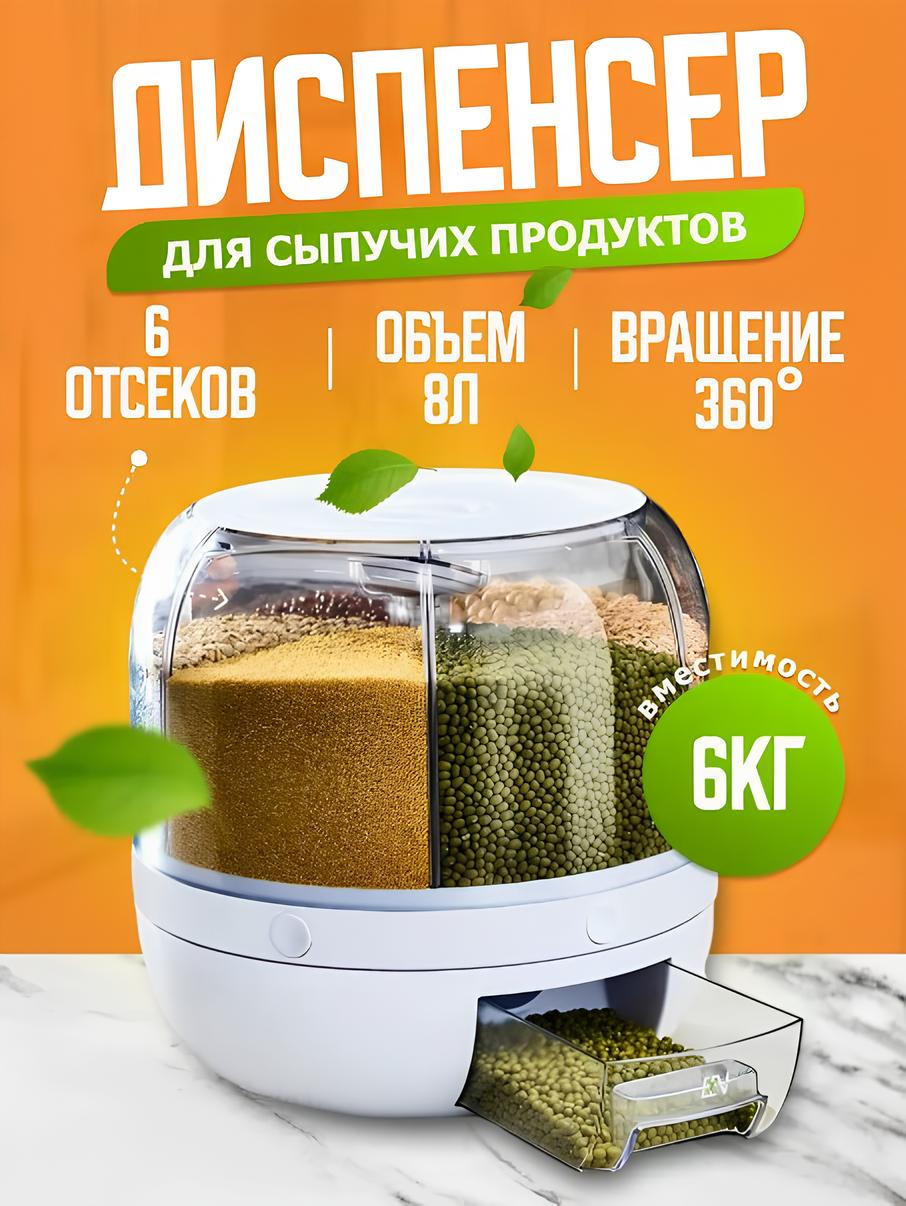 ДИСПЕНСЕР
ДЛЯ СЫПУЧИХ ПРОДУКТОВ
6
ОТСЕКОВ
ОБЪЕМ
8Л
ВРАЩЕНИЕ
360°
вместимость
6КГ